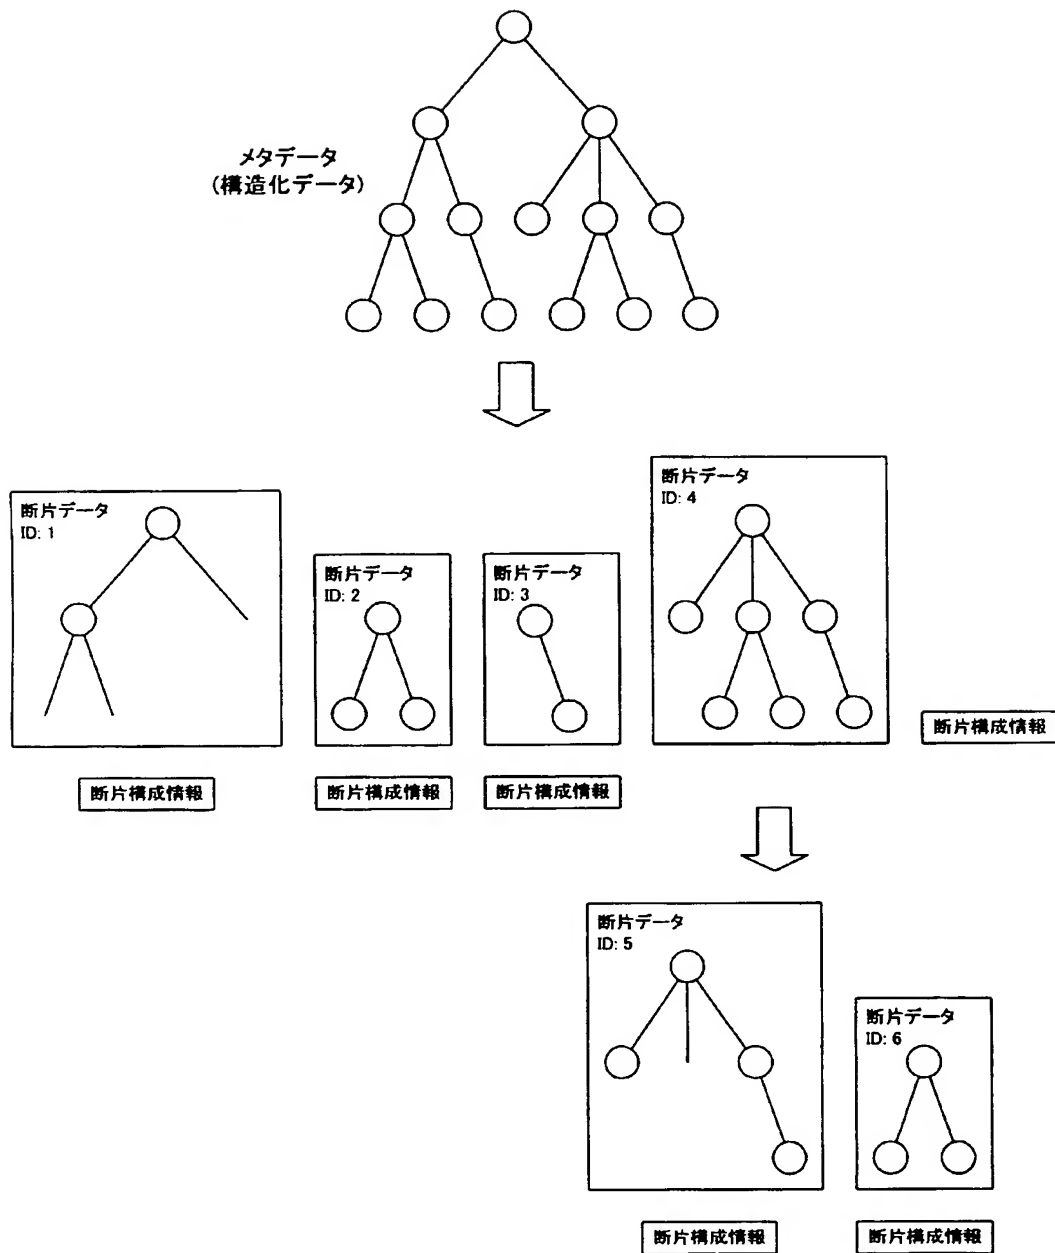 メタデータ
(構造化データ)
断片データ
ID: 1
断片データ
ID: 2
断片データ
ID: 3
断片データ
ID: 4
断片構成情報
断片構成情報
断片構成情報
断片構成情報
断片データ
ID: 5
断片データ
ID: 6
断片構成情報
断片構成情報